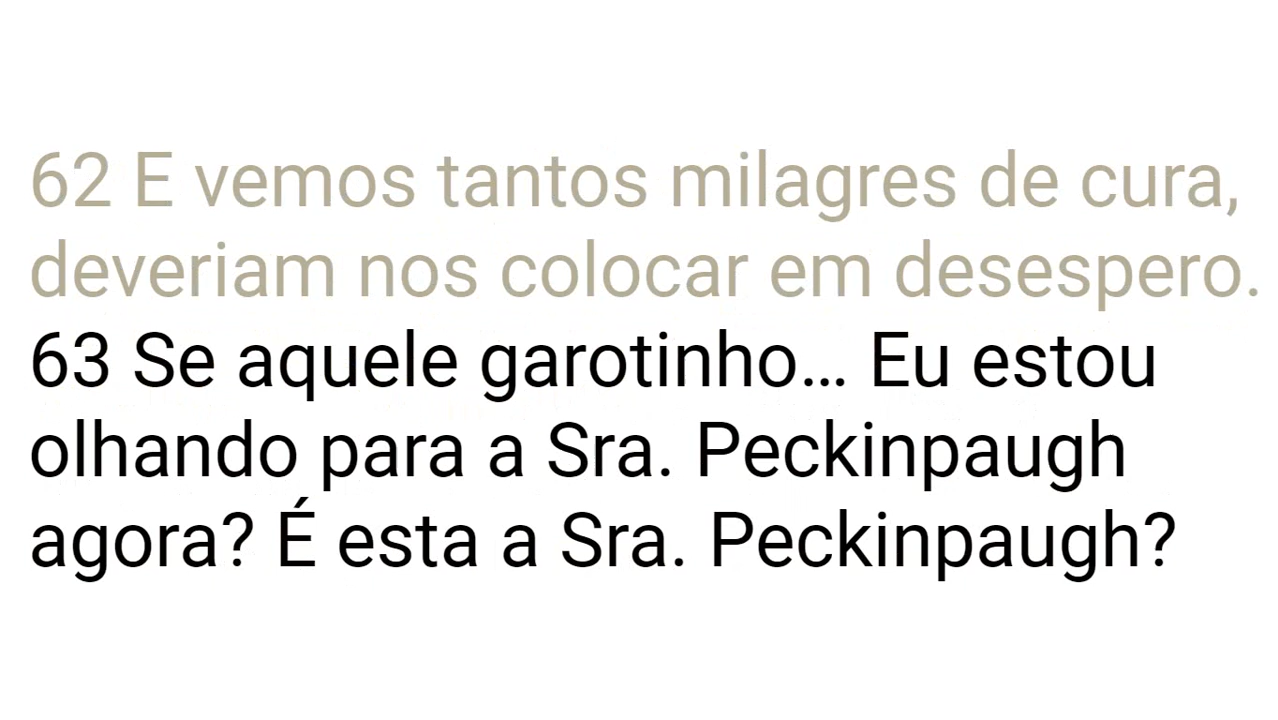 62 E vemos tantos milagres de cura,
deveriam nos colocar em desespero.
63 Se aquele garotinho… Eu estou
olhando para a Sra. Peckinpaugh
agora? É esta a Sra. Peckinpaugh?